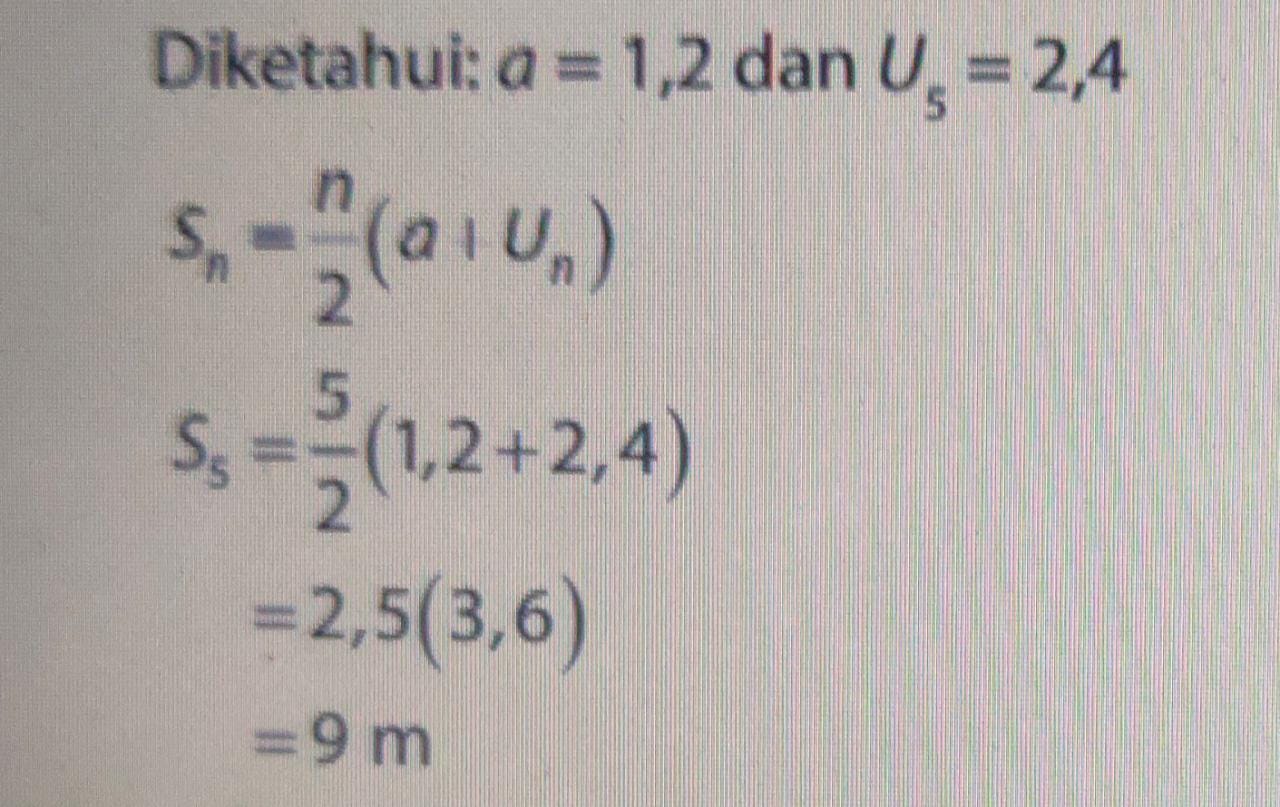 Diketahui: a = 1,2 dan U₅ = 2,4
Sₙ = n/2 (a + Uₙ)
S₅ = 5/2 (1,2+2,4)
= 2,5(3,6)
= 9 m